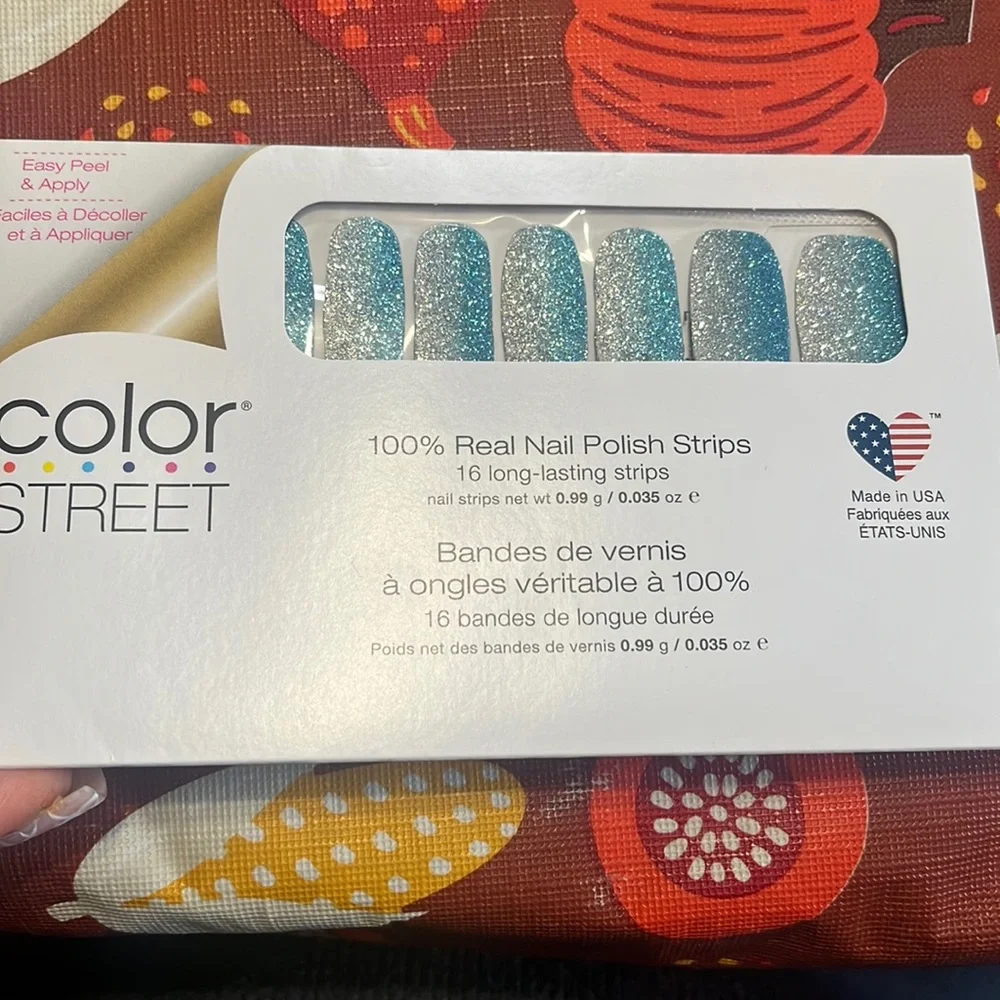 Easy Peel
& Apply
Faciles à Décoller
et à Appliquer
color®
STREET
100% Real Nail Polish Strips
16 long-lasting strips
nail strips net wt 0.99 g / 0.035 oz ℮
Bandes de vernis
à ongles véritable à 100%
16 bandes de longue durée
Poids net des bandes de vernis 0.99 g / 0.035 oz ℮
™
Made in USA
Fabriquées aux
ÉTATS-UNIS